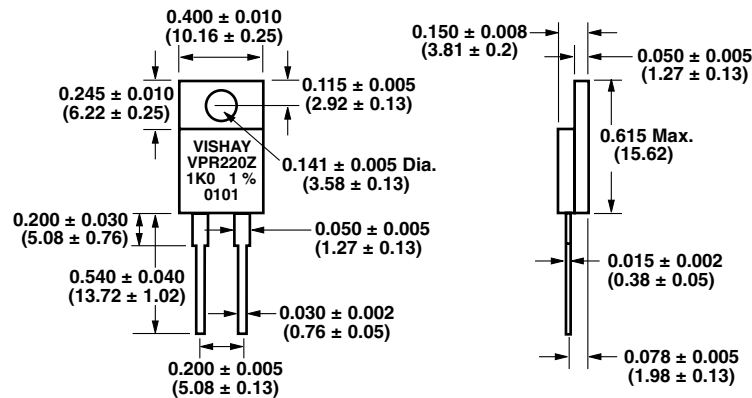 0.400 ± 0.010
(10.16 ± 0.25)
0.245 ± 0.010
(6.22 ± 0.25)
0.115 ± 0.005
(2.92 ± 0.13)
VISHAY
VPR220Z
1K0 1 %
0101
0.141 ± 0.005 Dia.
(3.58 ± 0.13)
0.200 ± 0.030
(5.08 ± 0.76)
0.050 ± 0.005
(1.27 ± 0.13)
0.540 ± 0.040
(13.72 ± 1.02)
0.030 ± 0.002
(0.76 ± 0.05)
0.200 ± 0.005
(5.08 ± 0.13)
0.150 ± 0.008
(3.81 ± 0.2)
0.050 ± 0.005
(1.27 ± 0.13)
0.615 Max.
(15.62)
0.015 ± 0.002
(0.38 ± 0.05)
0.078 ± 0.005
(1.98 ± 0.13)